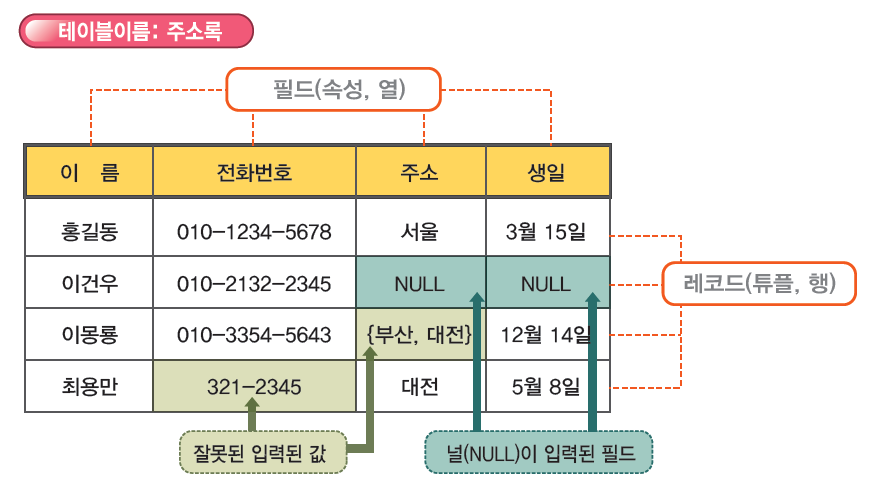 테이블이름: 주소록
필드(속성, 열)
이 름 전화번호 주소 생일
홍길동 010-1234-5678 서울 3월 15일
이건우 010-2132-2345 NULL NULL
레코드(튜플, 행)
이몽룡 010-3354-5643 {부산, 대전} 12월 14일
최용만 321-2345 대전 5월 8일
잘못된 입력된 값
널(NULL)이 입력된 필드